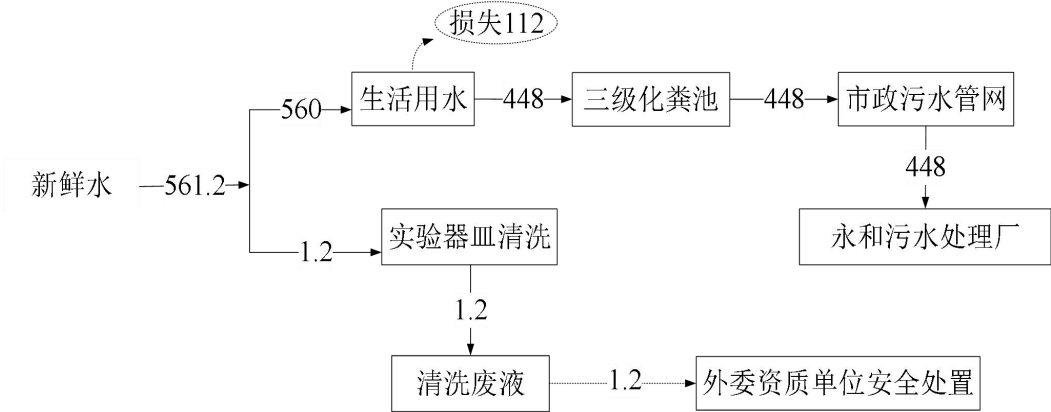 损失112
560
生活用水
448
三级化粪池
448
市政污水管网
448
新鲜水
561.2
永和污水处理厂
1.2
实验器皿清洗
1.2
清洗废液
1.2
外委资质单位安全处置